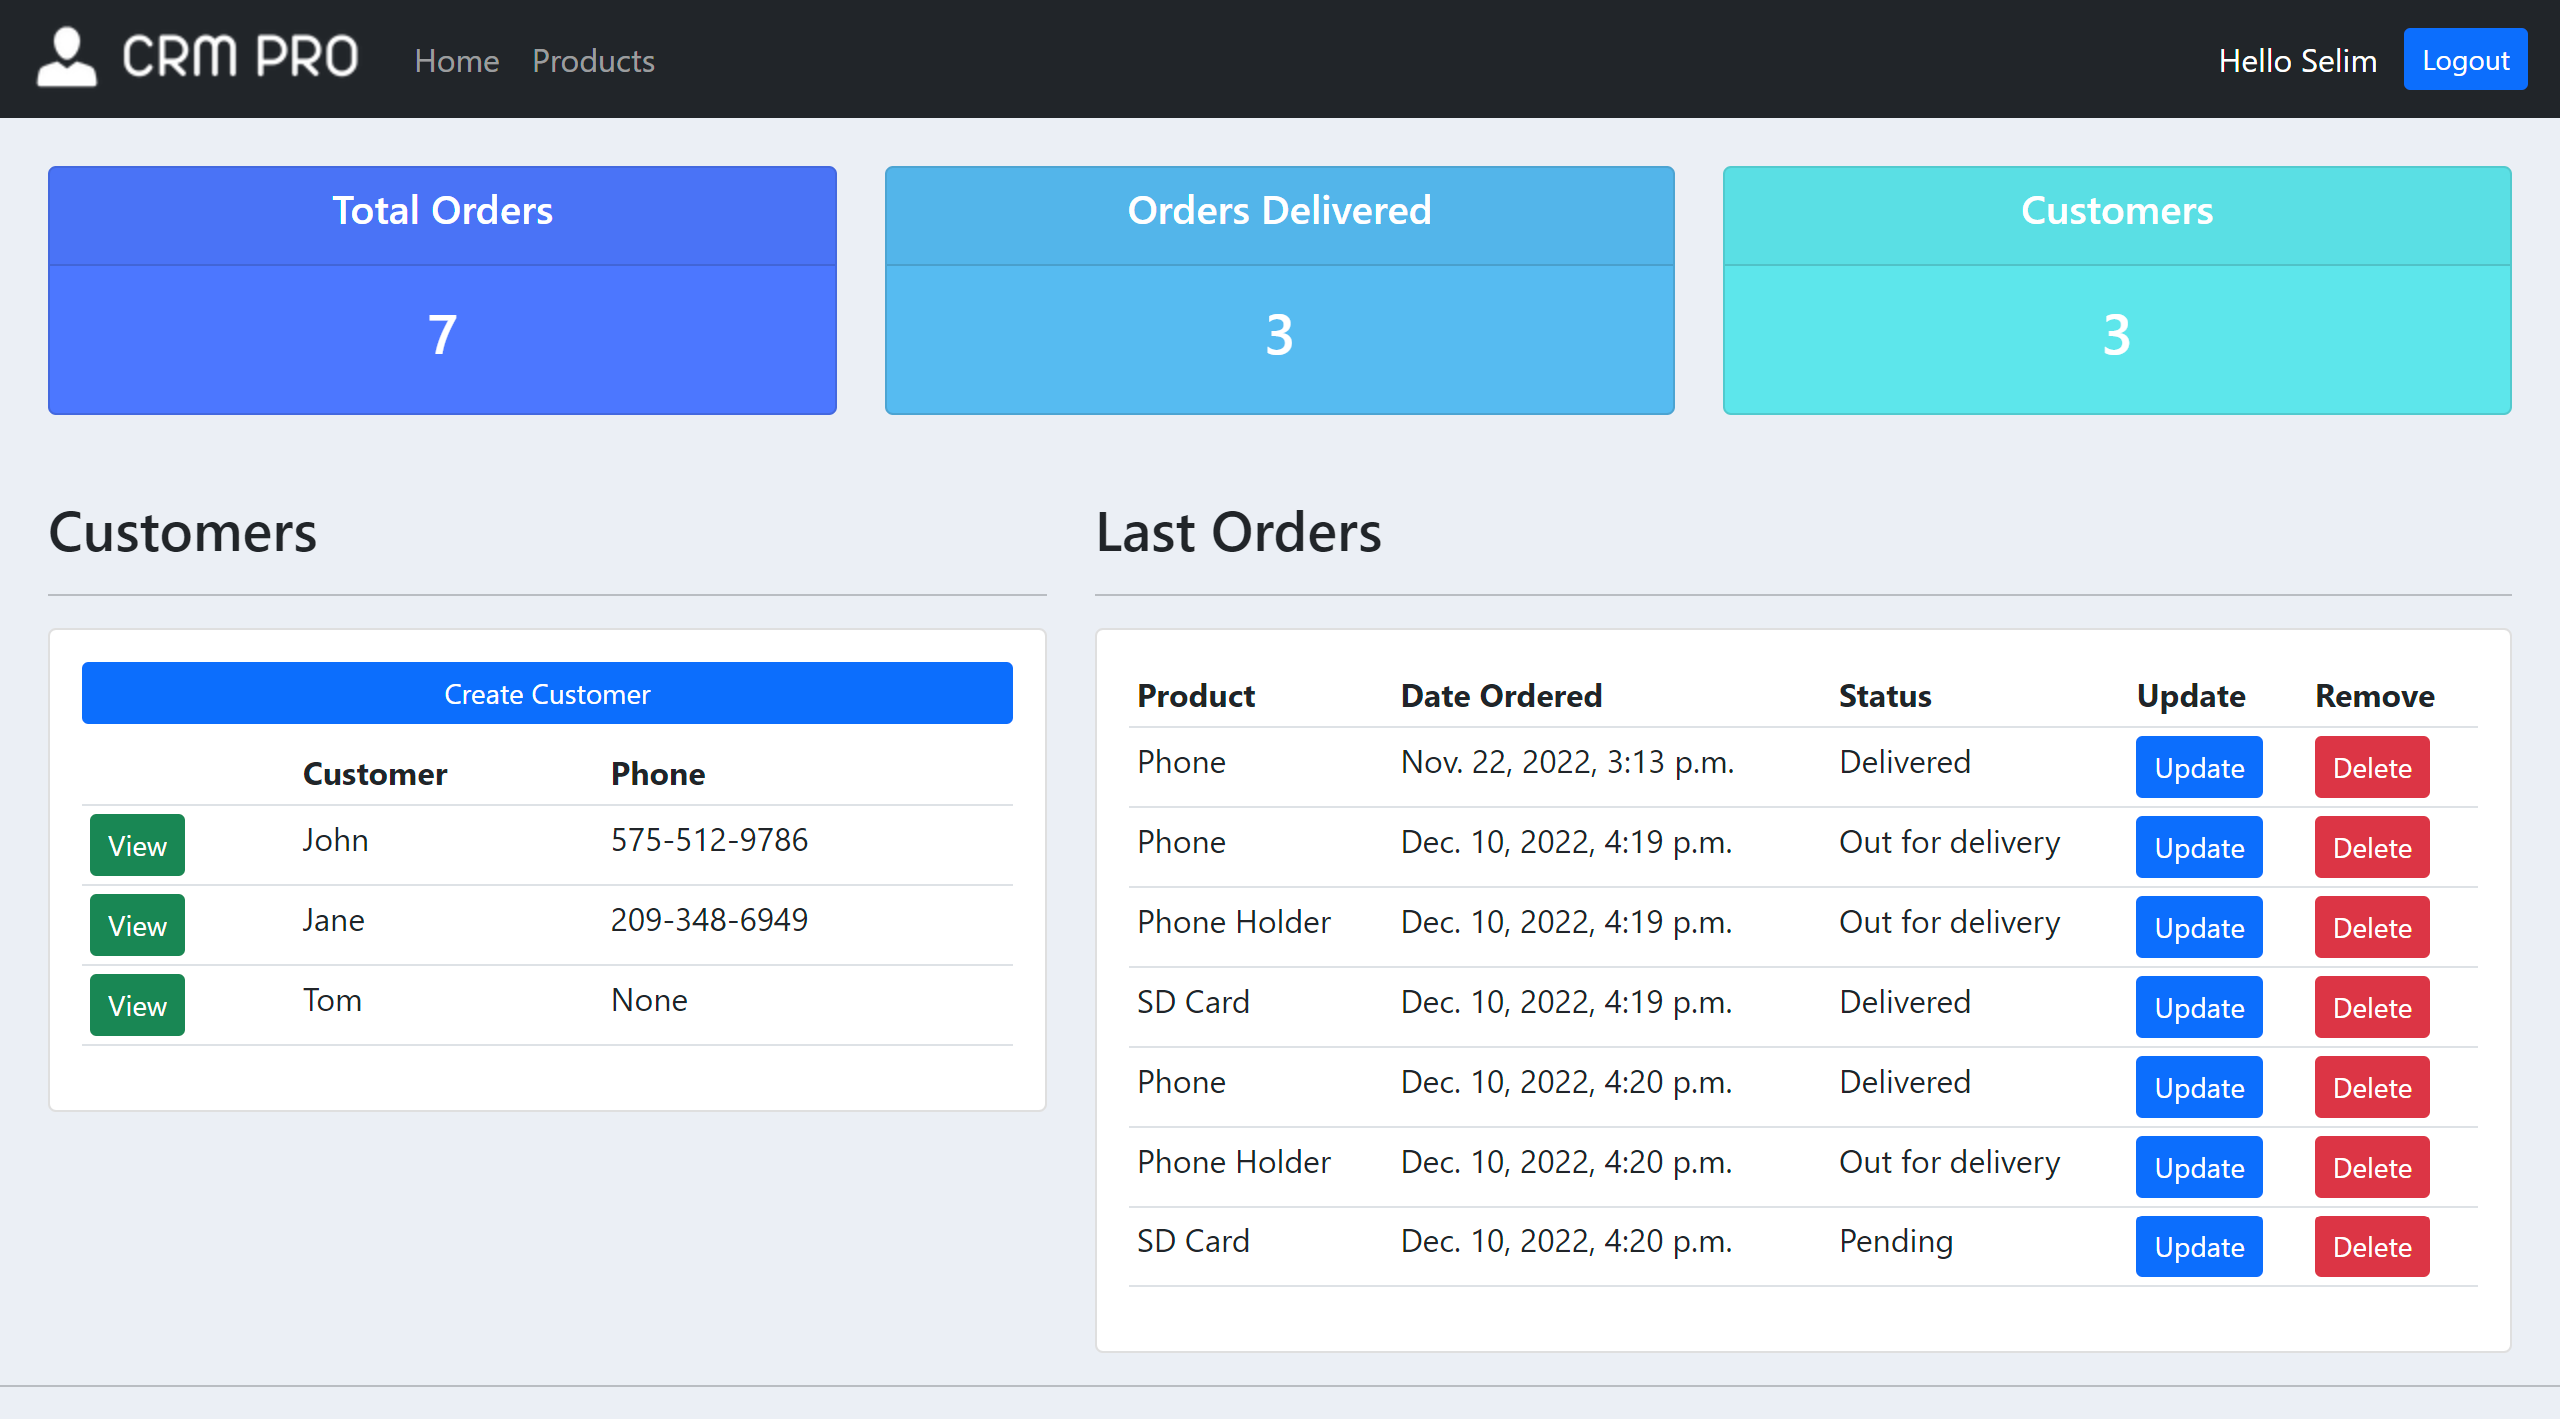 CRM PRO Home Products Hello Selim Logout
Total Orders Orders Delivered Customers
7 3 3
Customers
Create Customer
Customer Phone
View John 575-512-9786
View Jane 209-348-6949
View Tom None
Last Orders
Product Date Ordered Status Update Remove
Phone Nov. 22, 2022, 3:13 p.m. Delivered Update Delete
Phone Dec. 10, 2022, 4:19 p.m. Out for delivery Update Delete
Phone Holder Dec. 10, 2022, 4:19 p.m. Out for delivery Update Delete
SD Card Dec. 10, 2022, 4:19 p.m. Delivered Update Delete
Phone Dec. 10, 2022, 4:20 p.m. Delivered Update Delete
Phone Holder Dec. 10, 2022, 4:20 p.m. Out for delivery Update Delete
SD Card Dec. 10, 2022, 4:20 p.m. Pending Update Delete